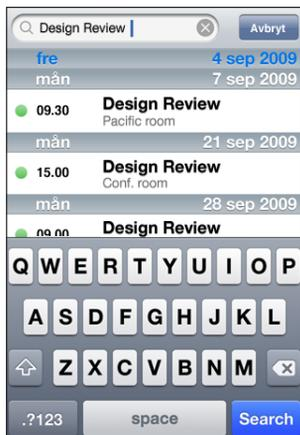 Design Review Avbryt
fre 4 sep 2009
mån 7 sep 2009
09.30 Design Review
Pacific room
mån 21 sep 2009
15.00 Design Review
Conf. room
mån 28 sep 2009
09.00 Design Review
Q W E R T Y U I O P
A S D F G H J K L
Z X C V B N M
.?123 space Search